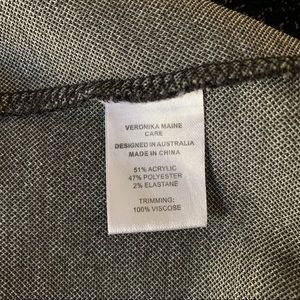 VERONIKA MAINE
CARE
DESIGNED IN AUSTRALIA
MADE IN CHINA
51% ACRYLIC
47% POLYESTER
2% ELASTANE
TRIMMING:
100% VISCOSE